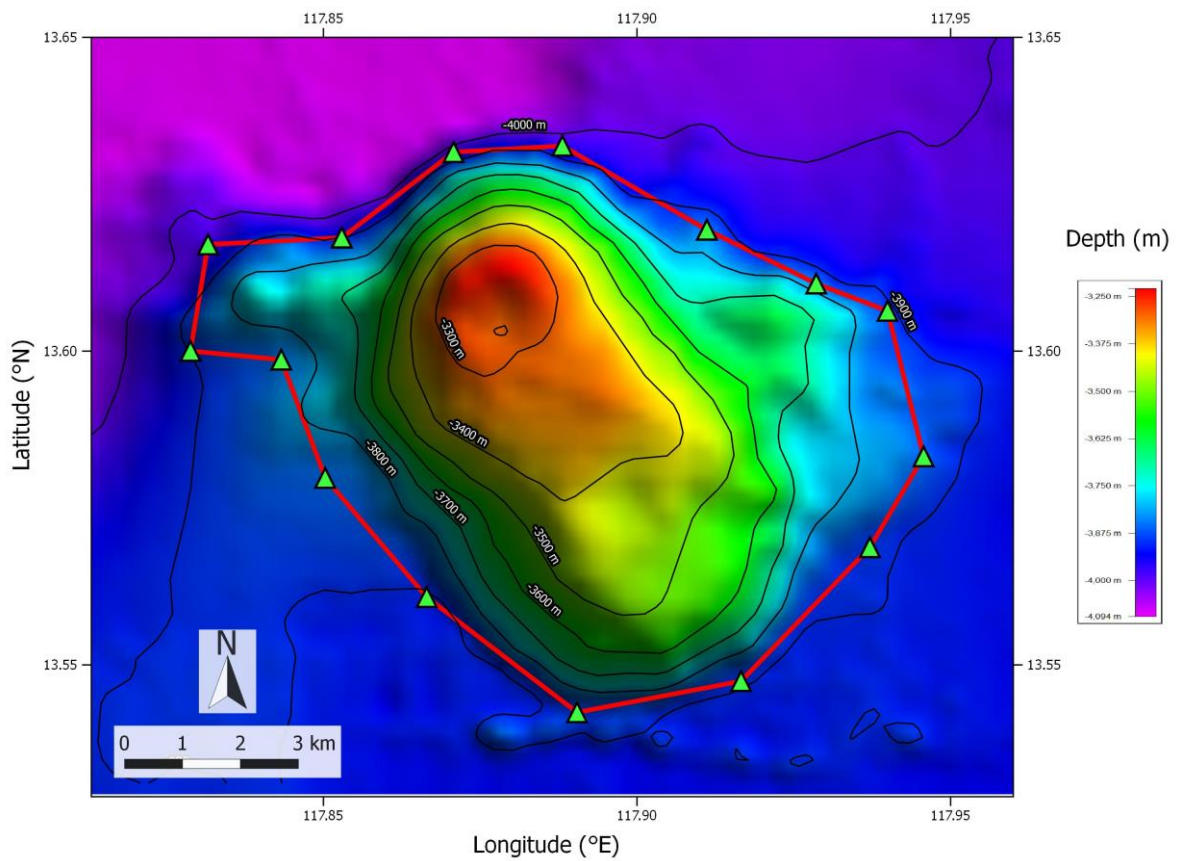 117.85 117.90 117.95
13.65 13.65
-4000 m
Depth (m)
-3,250 m
-3900 m
-3300 m
-3,375 m
13.60 13.60
-3,500 m
-3400 m
-3,625 m
-3800 m
-3,750 m
-3700 m
-3500 m
-3,875 m
-3600 m
-4,000 m
-4,094 m
Latitude (°N)
N
13.55 13.55
0 1 2 3 km
117.85 117.90 117.95
Longitude (°E)